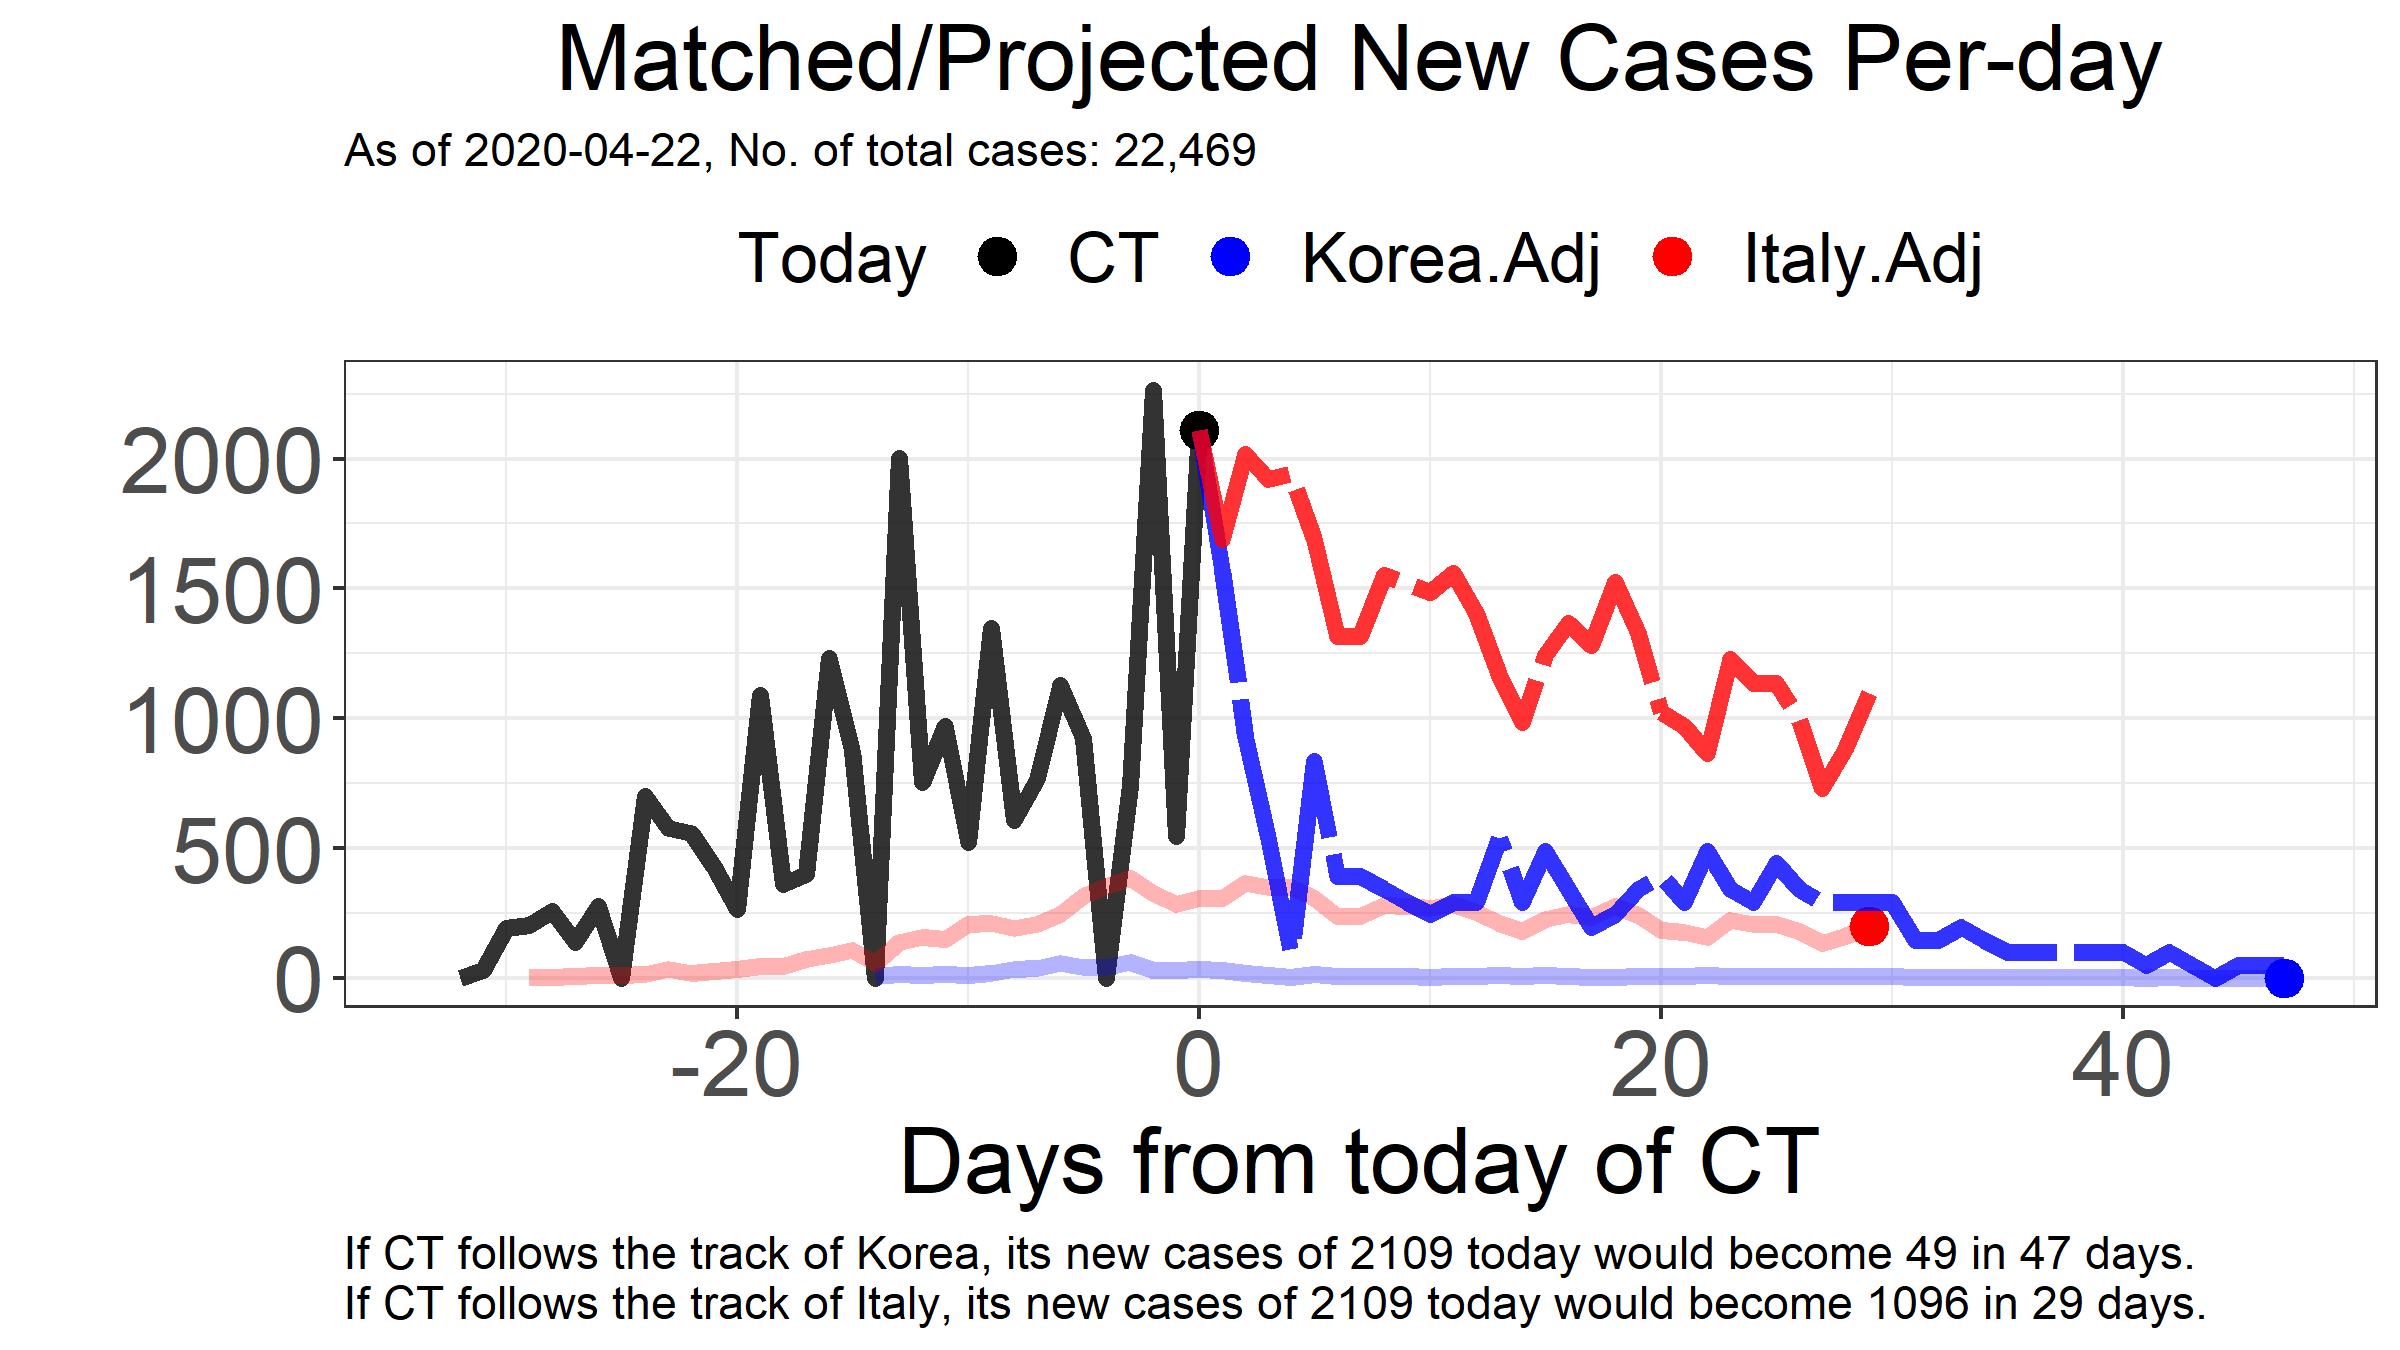 Matched/Projected New Cases Per-day
As of 2020-04-22, No. of total cases: 22,469
Today CT Korea.Adj Italy.Adj
2000
1500
1000
500
0
-20 0 20 40
Days from today of CT
If CT follows the track of Korea, its new cases of 2109 today would become 49 in 47 days.
If CT follows the track of Italy, its new cases of 2109 today would become 1096 in 29 days.